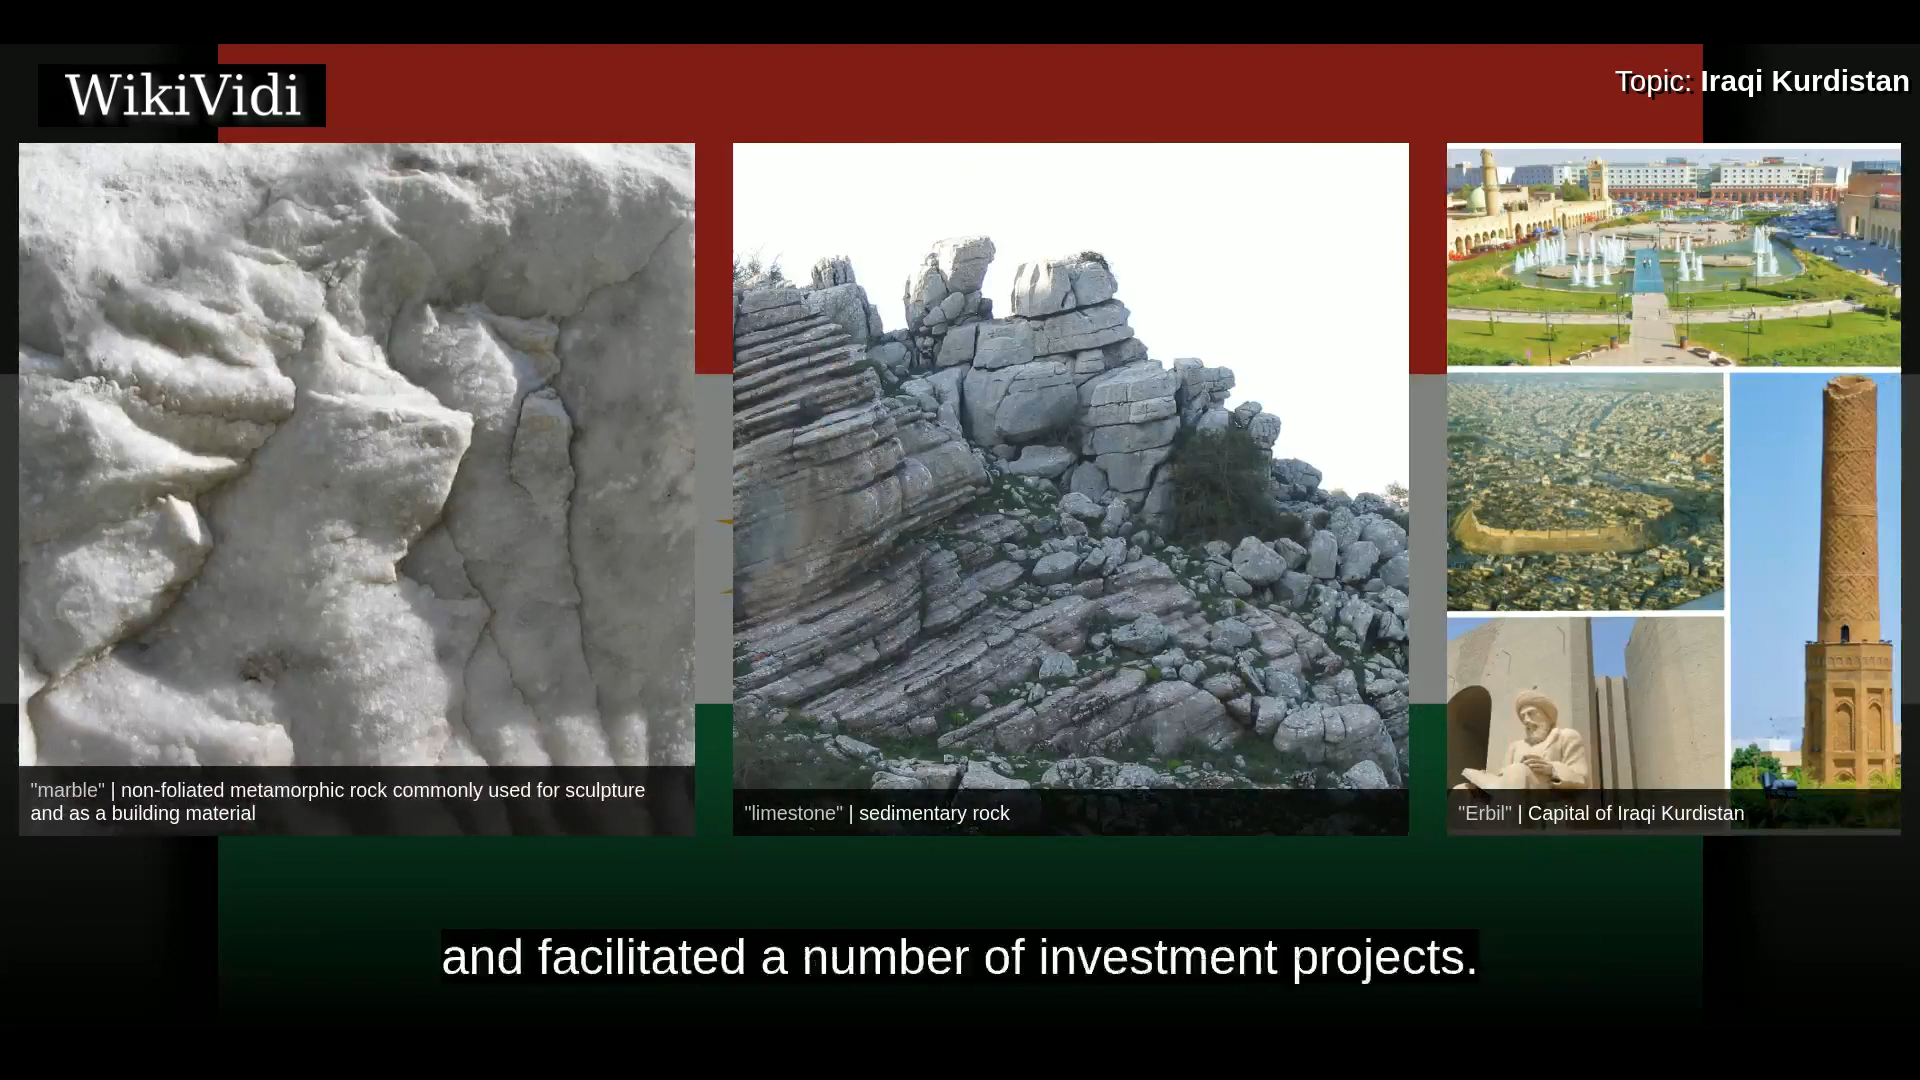 WikiVidi
Topic: Iraqi Kurdistan
"marble" | non-foliated metamorphic rock commonly used for sculpture
and as a building material
"limestone" | sedimentary rock
"Erbil" | Capital of Iraqi Kurdistan
and facilitated a number of investment projects.